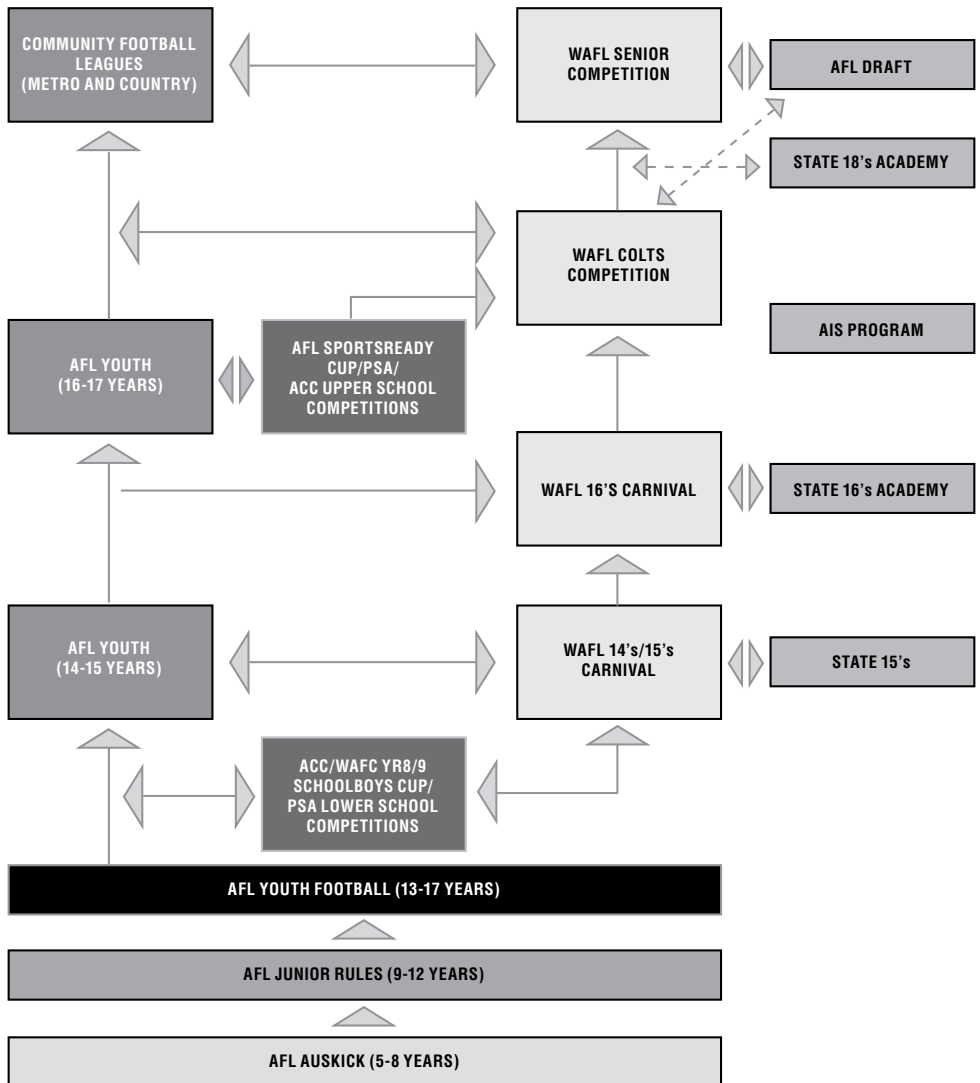 COMMUNITY FOOTBALL
LEAGUES
(METRO AND COUNTRY)
WAFL SENIOR
COMPETITION
AFL DRAFT
STATE 18's ACADEMY
WAFL COLTS
COMPETITION
AIS PROGRAM
AFL YOUTH
(16-17 YEARS)
AFL SPORTSREADY
CUP/PSA/
ACC UPPER SCHOOL
COMPETITIONS
WAFL 16'S CARNIVAL
STATE 16's ACADEMY
AFL YOUTH
(14-15 YEARS)
WAFL 14's/15's
CARNIVAL
STATE 15's
ACC/WAFC YR8/9
SCHOOLBOYS CUP/
PSA LOWER SCHOOL
COMPETITIONS
AFL YOUTH FOOTBALL (13-17 YEARS)
AFL JUNIOR RULES (9-12 YEARS)
AFL AUSKICK (5-8 YEARS)